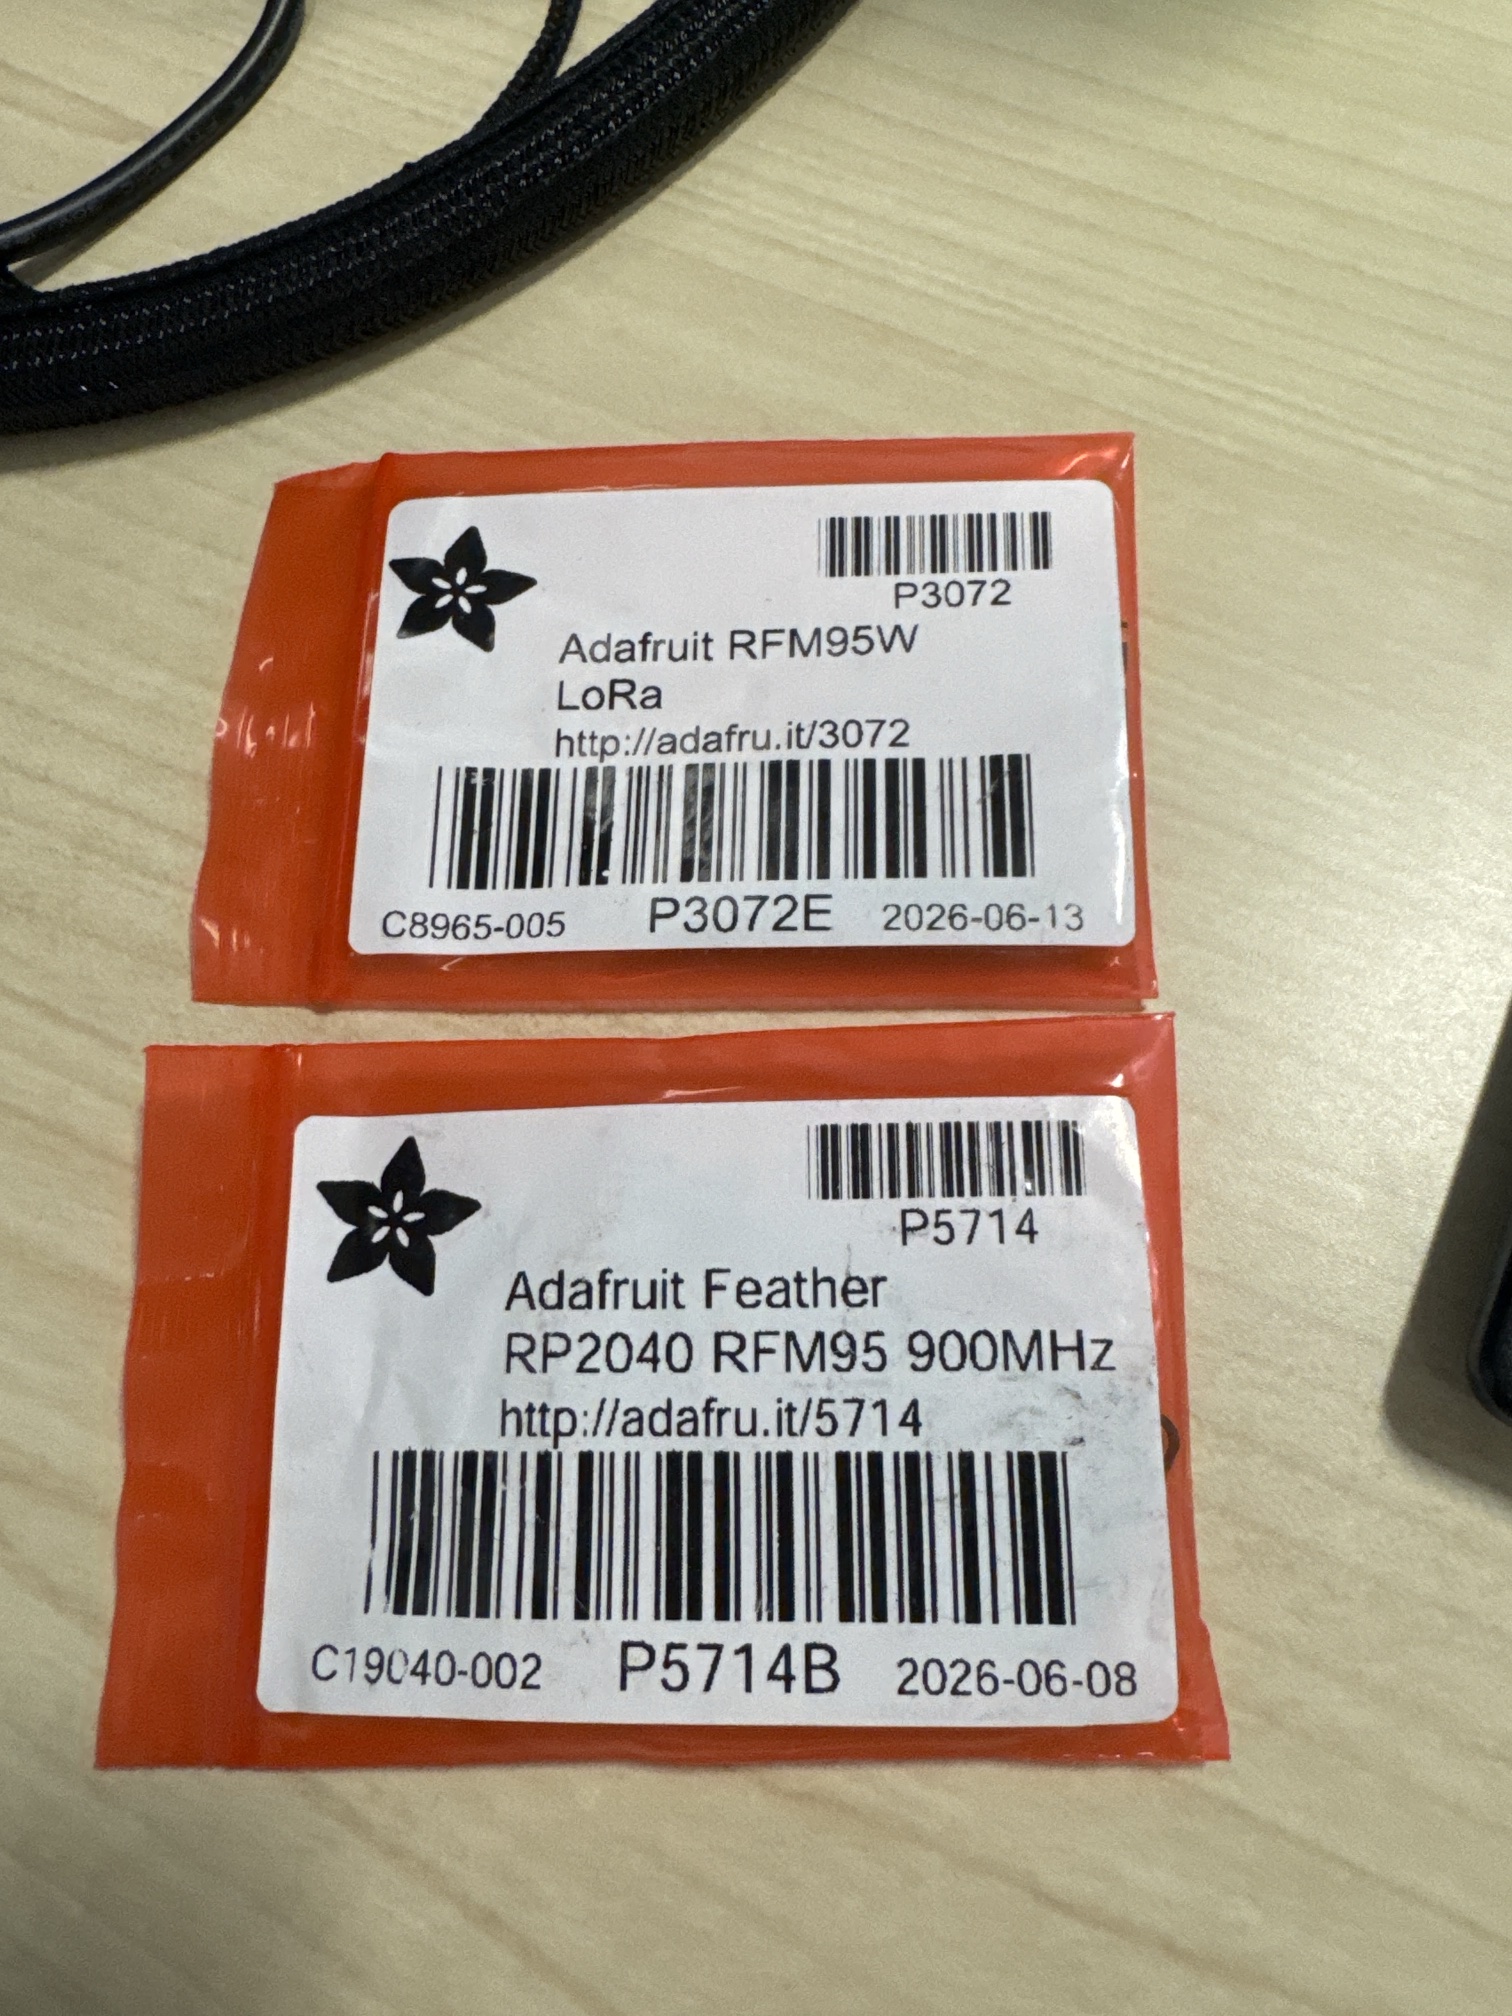 P3072
Adafruit RFM95W
LoRa
http://adafru.it/3072
C8965-005 P3072E 2026-06-13
P5714
Adafruit Feather
RP2040 RFM95 900MHz
http://adafru.it/5714
C19040-002 P5714B 2026-06-08